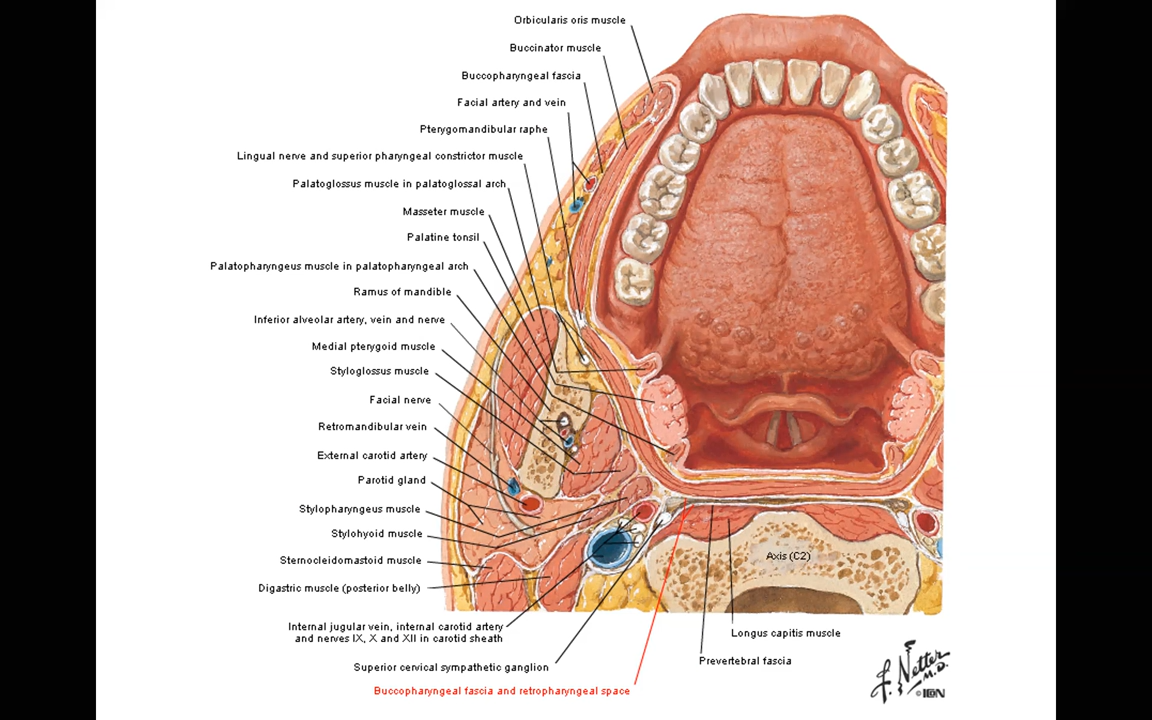 Orbicularis oris muscle
Buccinator muscle
Buccopharyngeal fascia
Facial artery and vein
Pterygomandibular raphe
Lingual nerve and superior pharyngeal constrictor muscle
Palatoglossus muscle in palatoglossal arch
Masseter muscle
Palatine tonsil
Palatopharyngeus muscle in palatopharyngeal arch
Ramus of mandible
Inferior alveolar artery, vein and nerve
Medial pterygoid muscle
Styloglossus muscle
Facial nerve
Retromandibular vein
External carotid artery
Parotid gland
Stylopharyngeus muscle
Stylohyoid muscle
Axis (C2)
Sternocleidomastoid muscle
Digastric muscle (posterior belly)
Internal jugular vein, internal carotid artery
and nerves IX, X and XII in carotid sheath
Longus capitis muscle
Prevertebral fascia
Superior cervical sympathetic ganglion
Buccopharyngeal fascia and retropharyngeal space
F. Netter
M.D.
© ICN